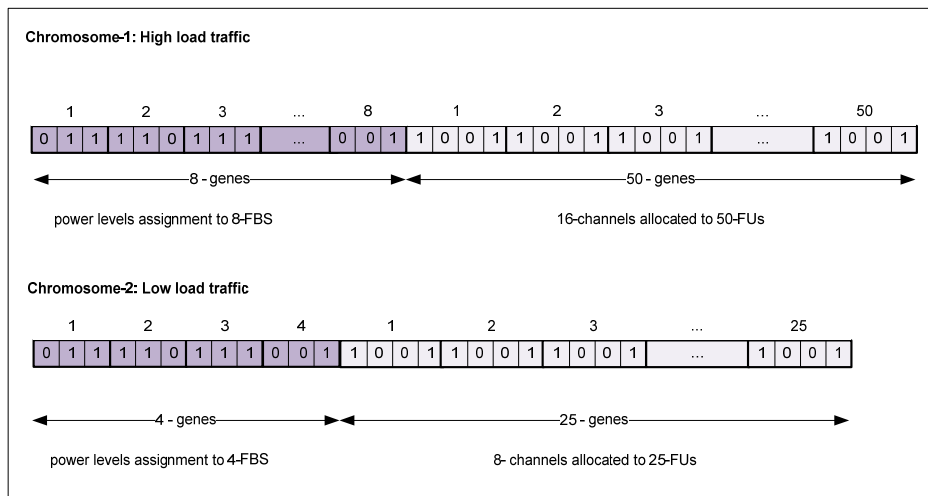 Chromosome-1: High load traffic
1 2 3 ... 8 1 2 3 ... 50
0 1 1 1 1 0 1 1 1 ... 0 0 1 1 0 0 1 1 0 0 1 1 0 0 1 ... 1 0 0 1
8 - genes 50- genes
power levels assignment to 8-FBS 16-channels allocated to 50-FUs
Chromosome-2: Low load traffic
1 2 3 4 1 2 3 ... 25
0 1 1 1 1 0 1 1 1 0 0 1 1 0 0 1 1 0 0 1 1 0 0 1 ... 1 0 0 1
4 - genes 25- genes
power levels assignment to 4-FBS 8- channels allocated to 25-FUs